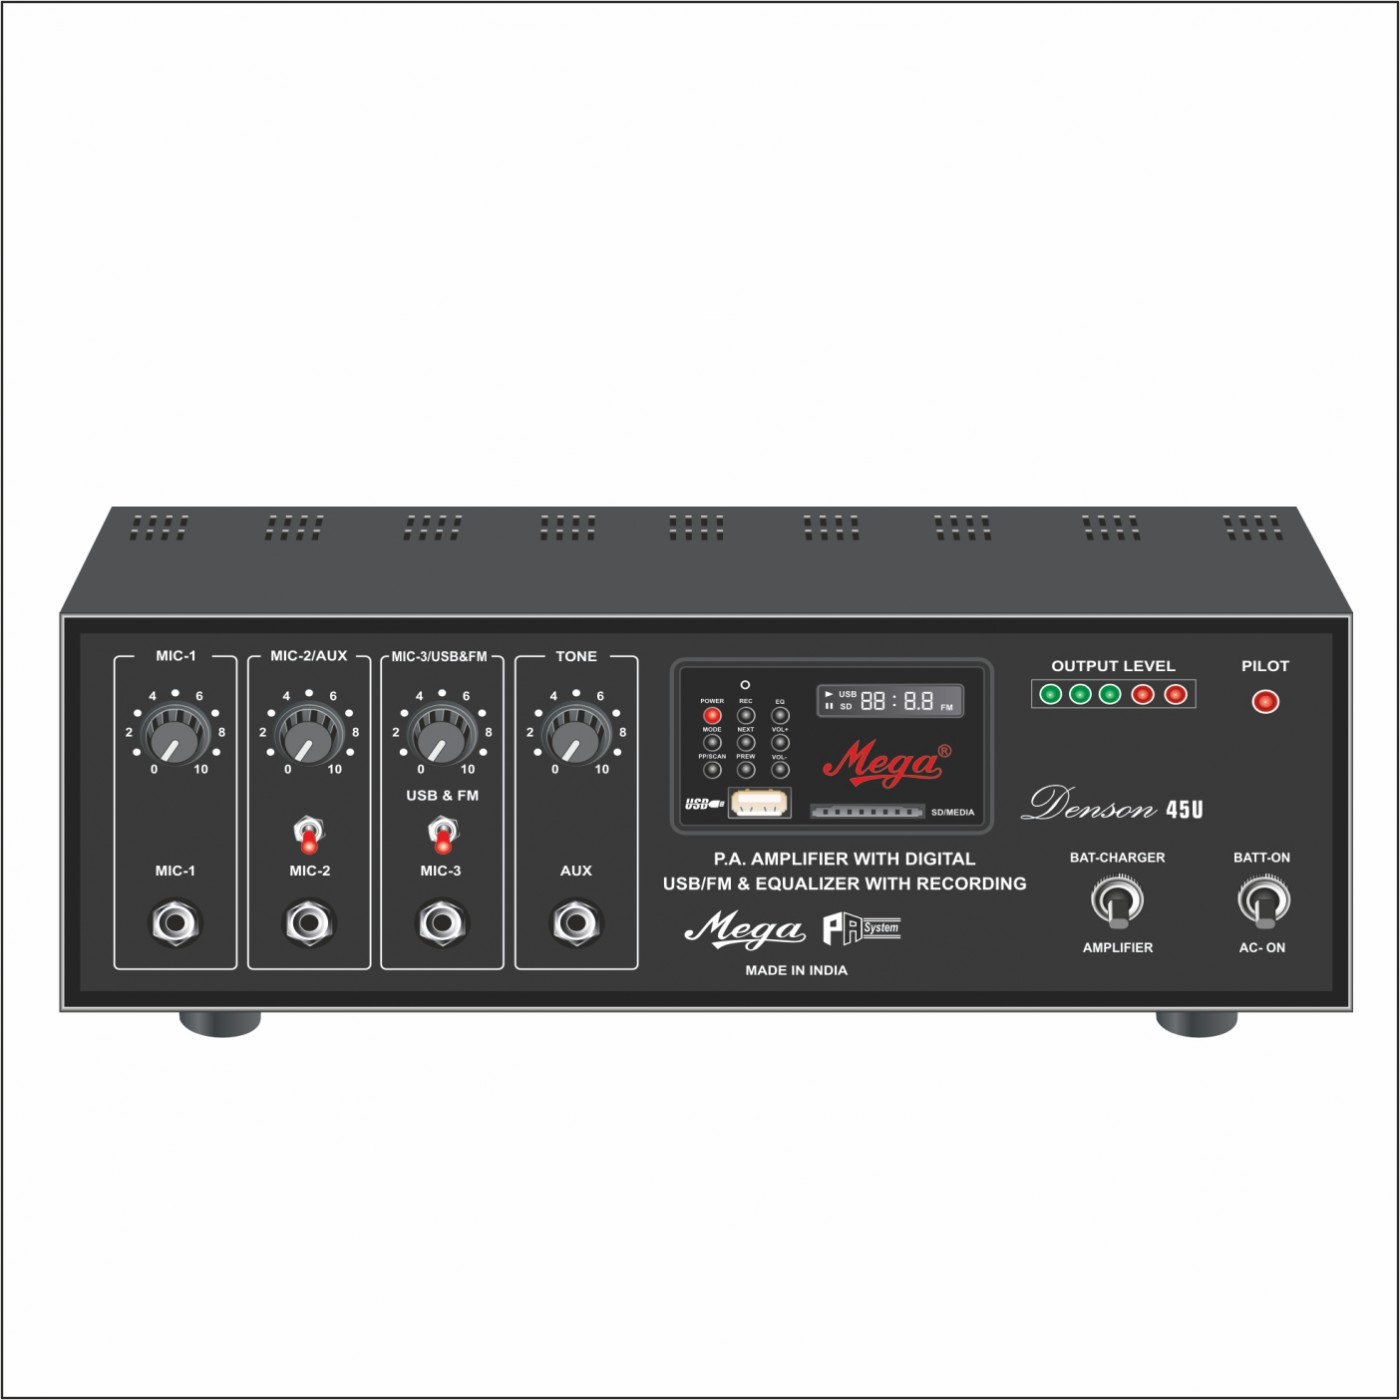 MIC-1
4 6
2 8
0 10
MIC-1
MIC-2/AUX
4 6
2 8
0 10
MIC-2
MIC-3/USB&FM
4 6
2 8
0 10
USB & FM
MIC-3
TONE
4 6
2 8
0 10
AUX
POWER REC EQ
MODE NEXT VOL+
PP/SCAN PREW VOL-
USB
USB
SD 88:8.8 FM
Mega®
SD/MEDIA
P.A. AMPLIFIER WITH DIGITAL
USB/FM & EQUALIZER WITH RECORDING
Mega PA System
MADE IN INDIA
OUTPUT LEVEL
PILOT
Denson 45U
BAT-CHARGER
AMPLIFIER
BATT-ON
AC- ON